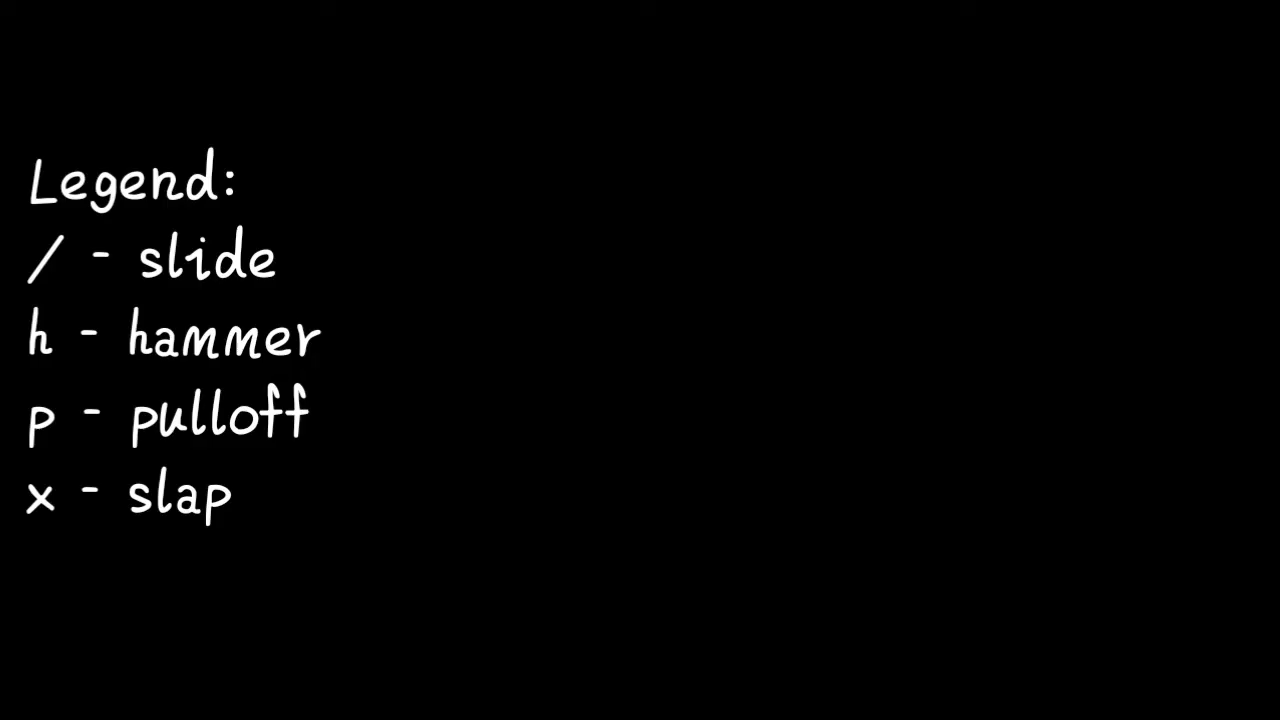 Legend:
/ - slide
h - hammer
p - pulloff
x - slap